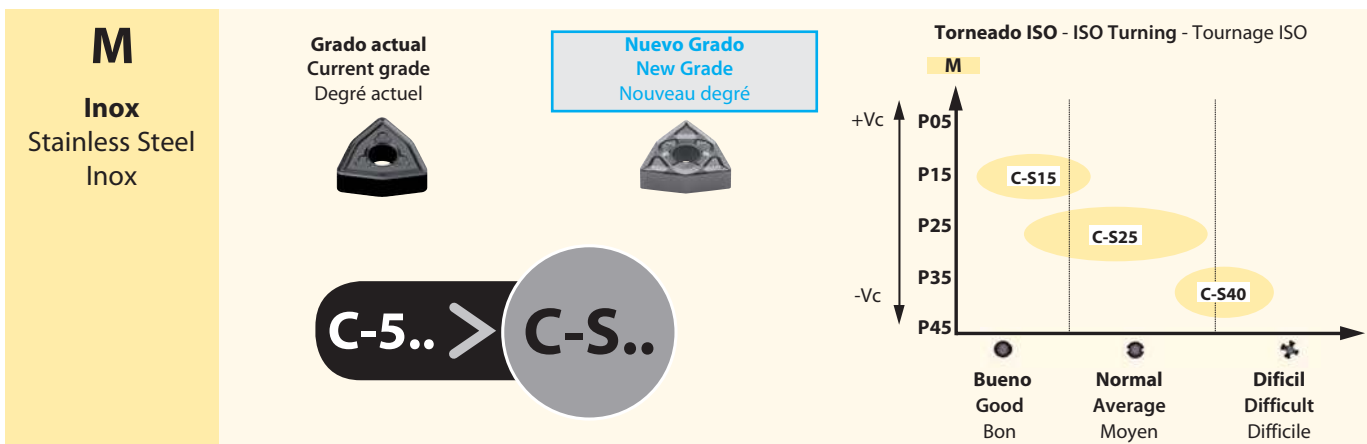 M
Inox
Stainless Steel
Inox
Grado actual
Current grade
Degré actuel
Nuevo Grado
New Grade
Nouveau degré
C-5.. > C-S..
Torneado ISO - ISO Turning - Tournage ISO
M
+Vc
P05
P15
C-S15
P25
C-S25
P35
-Vc
C-S40
P45
Bueno
Good
Bon
Normal
Average
Moyen
Dificil
Difficult
Difficile